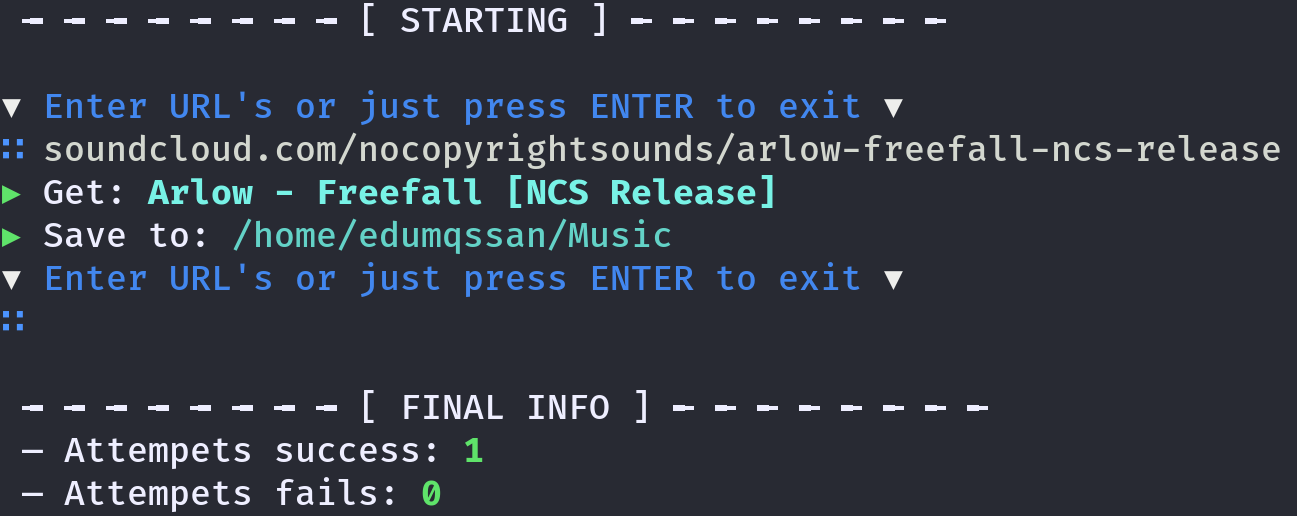 - - - - - - - - [ STARTING ] - - - - - - - -
▼ Enter URL's or just press ENTER to exit ▼
∷ soundcloud.com/nocopyrightsounds/arlow-freefall-ncs-release
▶ Get: Arlow - Freefall [NCS Release]
▶ Save to: /home/edumqssan/Music
▼ Enter URL's or just press ENTER to exit ▼
∷
- - - - - - - - [ FINAL INFO ] - - - - - - - -
— Attempets success: 1
— Attempets fails: 0